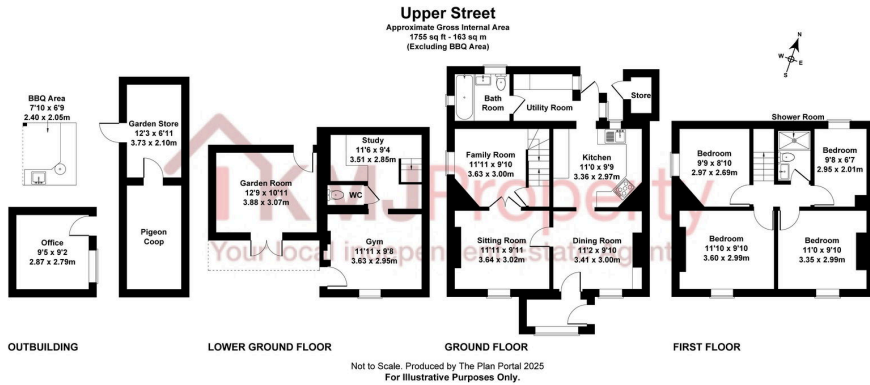 Upper Street
Approximate Gross Internal Area
1755 sq ft - 163 sq m
(Excluding BBQ Area)
N
W
E
S
BBQ Area
7'10 x 6'9
2.40 x 2.05m
Garden Store
12'3 x 6'11
3.73 x 2.10m
Pigeon
Coop
Office
9'5 x 9'2
2.87 x 2.79m
Study
11'6 x 9'4
3.51 x 2.85m
Garden Room
12'9 x 10'11
3.88 x 3.07m
WC
Gym
11'11 x 9'8
3.63 x 2.95m
Bath
Room
Utility Room
Store
Family Room
11'11 x 9'10
3.63 x 3.00m
Kitchen
11'0 x 9'9
3.36 x 2.97m
Sitting Room
11'11 x 9'11
3.64 x 3.02m
Dining Room
11'2 x 9'10
3.41 x 3.00m
Shower Room
Bedroom
9'9 x 8'10
2.97 x 2.69m
Bedroom
9'8 x 6'7
2.95 x 2.01m
Bedroom
11'10 x 9'10
3.60 x 2.99m
Bedroom
11'0 x 9'10
3.35 x 2.99m
KMJ Property
Your local independent estate agent
OUTBUILDING
LOWER GROUND FLOOR
GROUND FLOOR
FIRST FLOOR
Not to Scale. Produced by The Plan Portal 2025
For Illustrative Purposes Only.